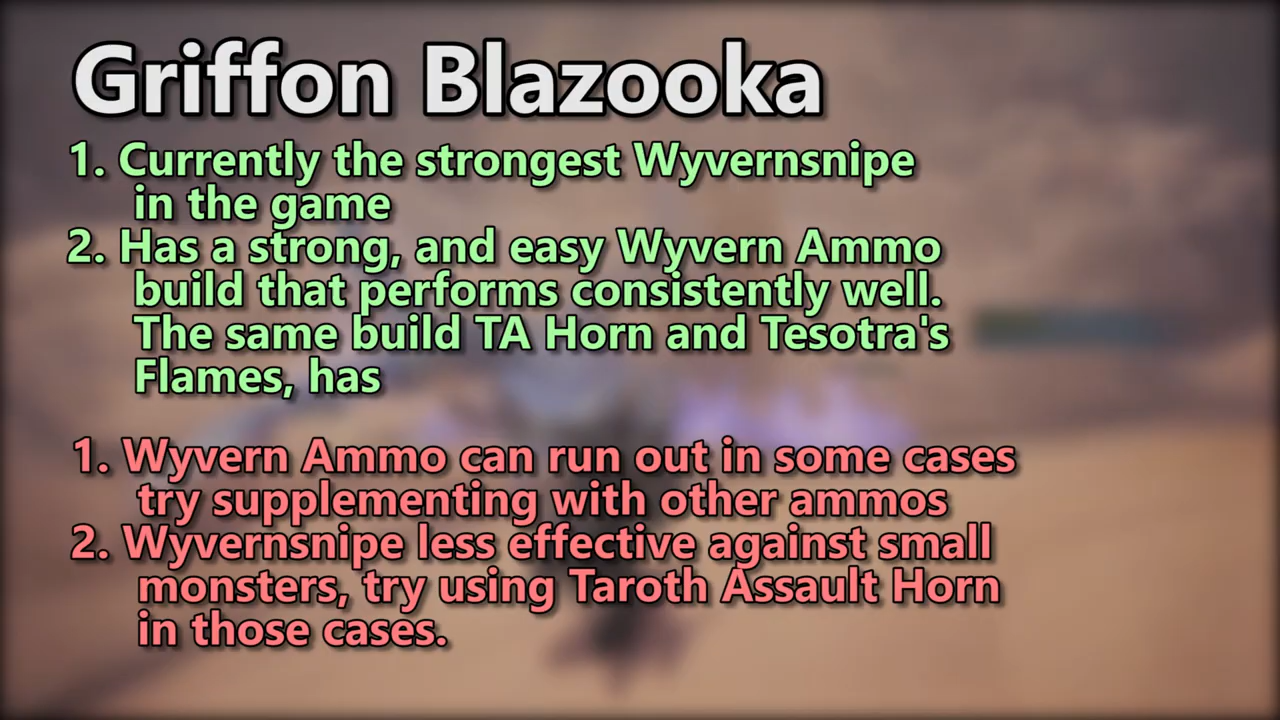 Griffon Blazooka
1. Currently the strongest Wyvernsnipe
in the game
2. Has a strong, and easy Wyvern Ammo
build that performs consistently well.
The same build TA Horn and Tesotra's
Flames, has
1. Wyvern Ammo can run out in some cases
try supplementing with other ammos
2. Wyvernsnipe less effective against small
monsters, try using Taroth Assault Horn
in those cases.